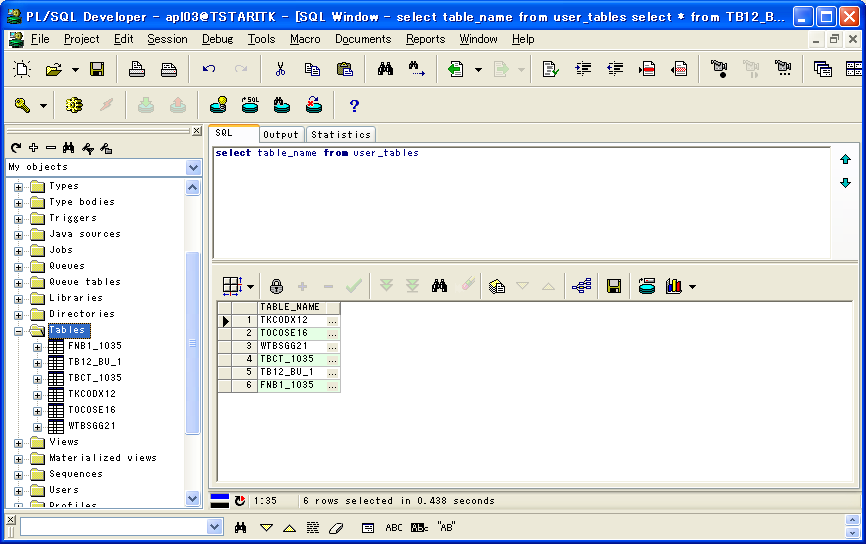 PL/SQL Developer - apl03@TSTARITK - [SQL Window - select table_name from user_tables select * from TB12_B...
File Project Edit Session Debug Tools Macro Documents Reports Window Help
SQL
?
SQL Output Statistics
select table_name from user_tables
My objects
Types
Type bodies
Triggers
Java sources
Jobs
Queues
Queue tables
Libraries
Directories
Tables
FNB1_1035
TB12_BU_1
TBCT_1035
TKCODX12
TOCOSE16
WTBSGG21
Views
Materialized views
Sequences
Users
Profiles
TABLE_NAME
1 TKCODX12 ...
2 TOCOSE16 ...
3 WTBSGG21 ...
4 TBCT_1035 ...
5 TB12_BU_1 ...
6 FNB1_1035 ...
1:35 6 rows selected in 0.438 seconds
ABC "AB"